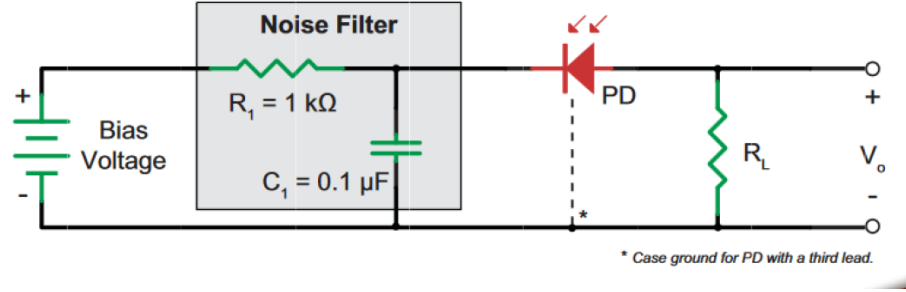 Noise Filter
+
R₁ = 1 kΩ
PD
+
Bias
Voltage
R_L
V_o
C₁ = 0.1 µF
-
-
*
* Case ground for PD with a third lead.